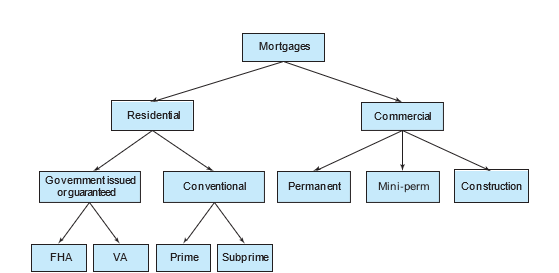 Mortgages
Residential
Commercial
Government issued
or guaranteed
Conventional
Permanent
Mini-perm
Construction
FHA
VA
Prime
Subprime